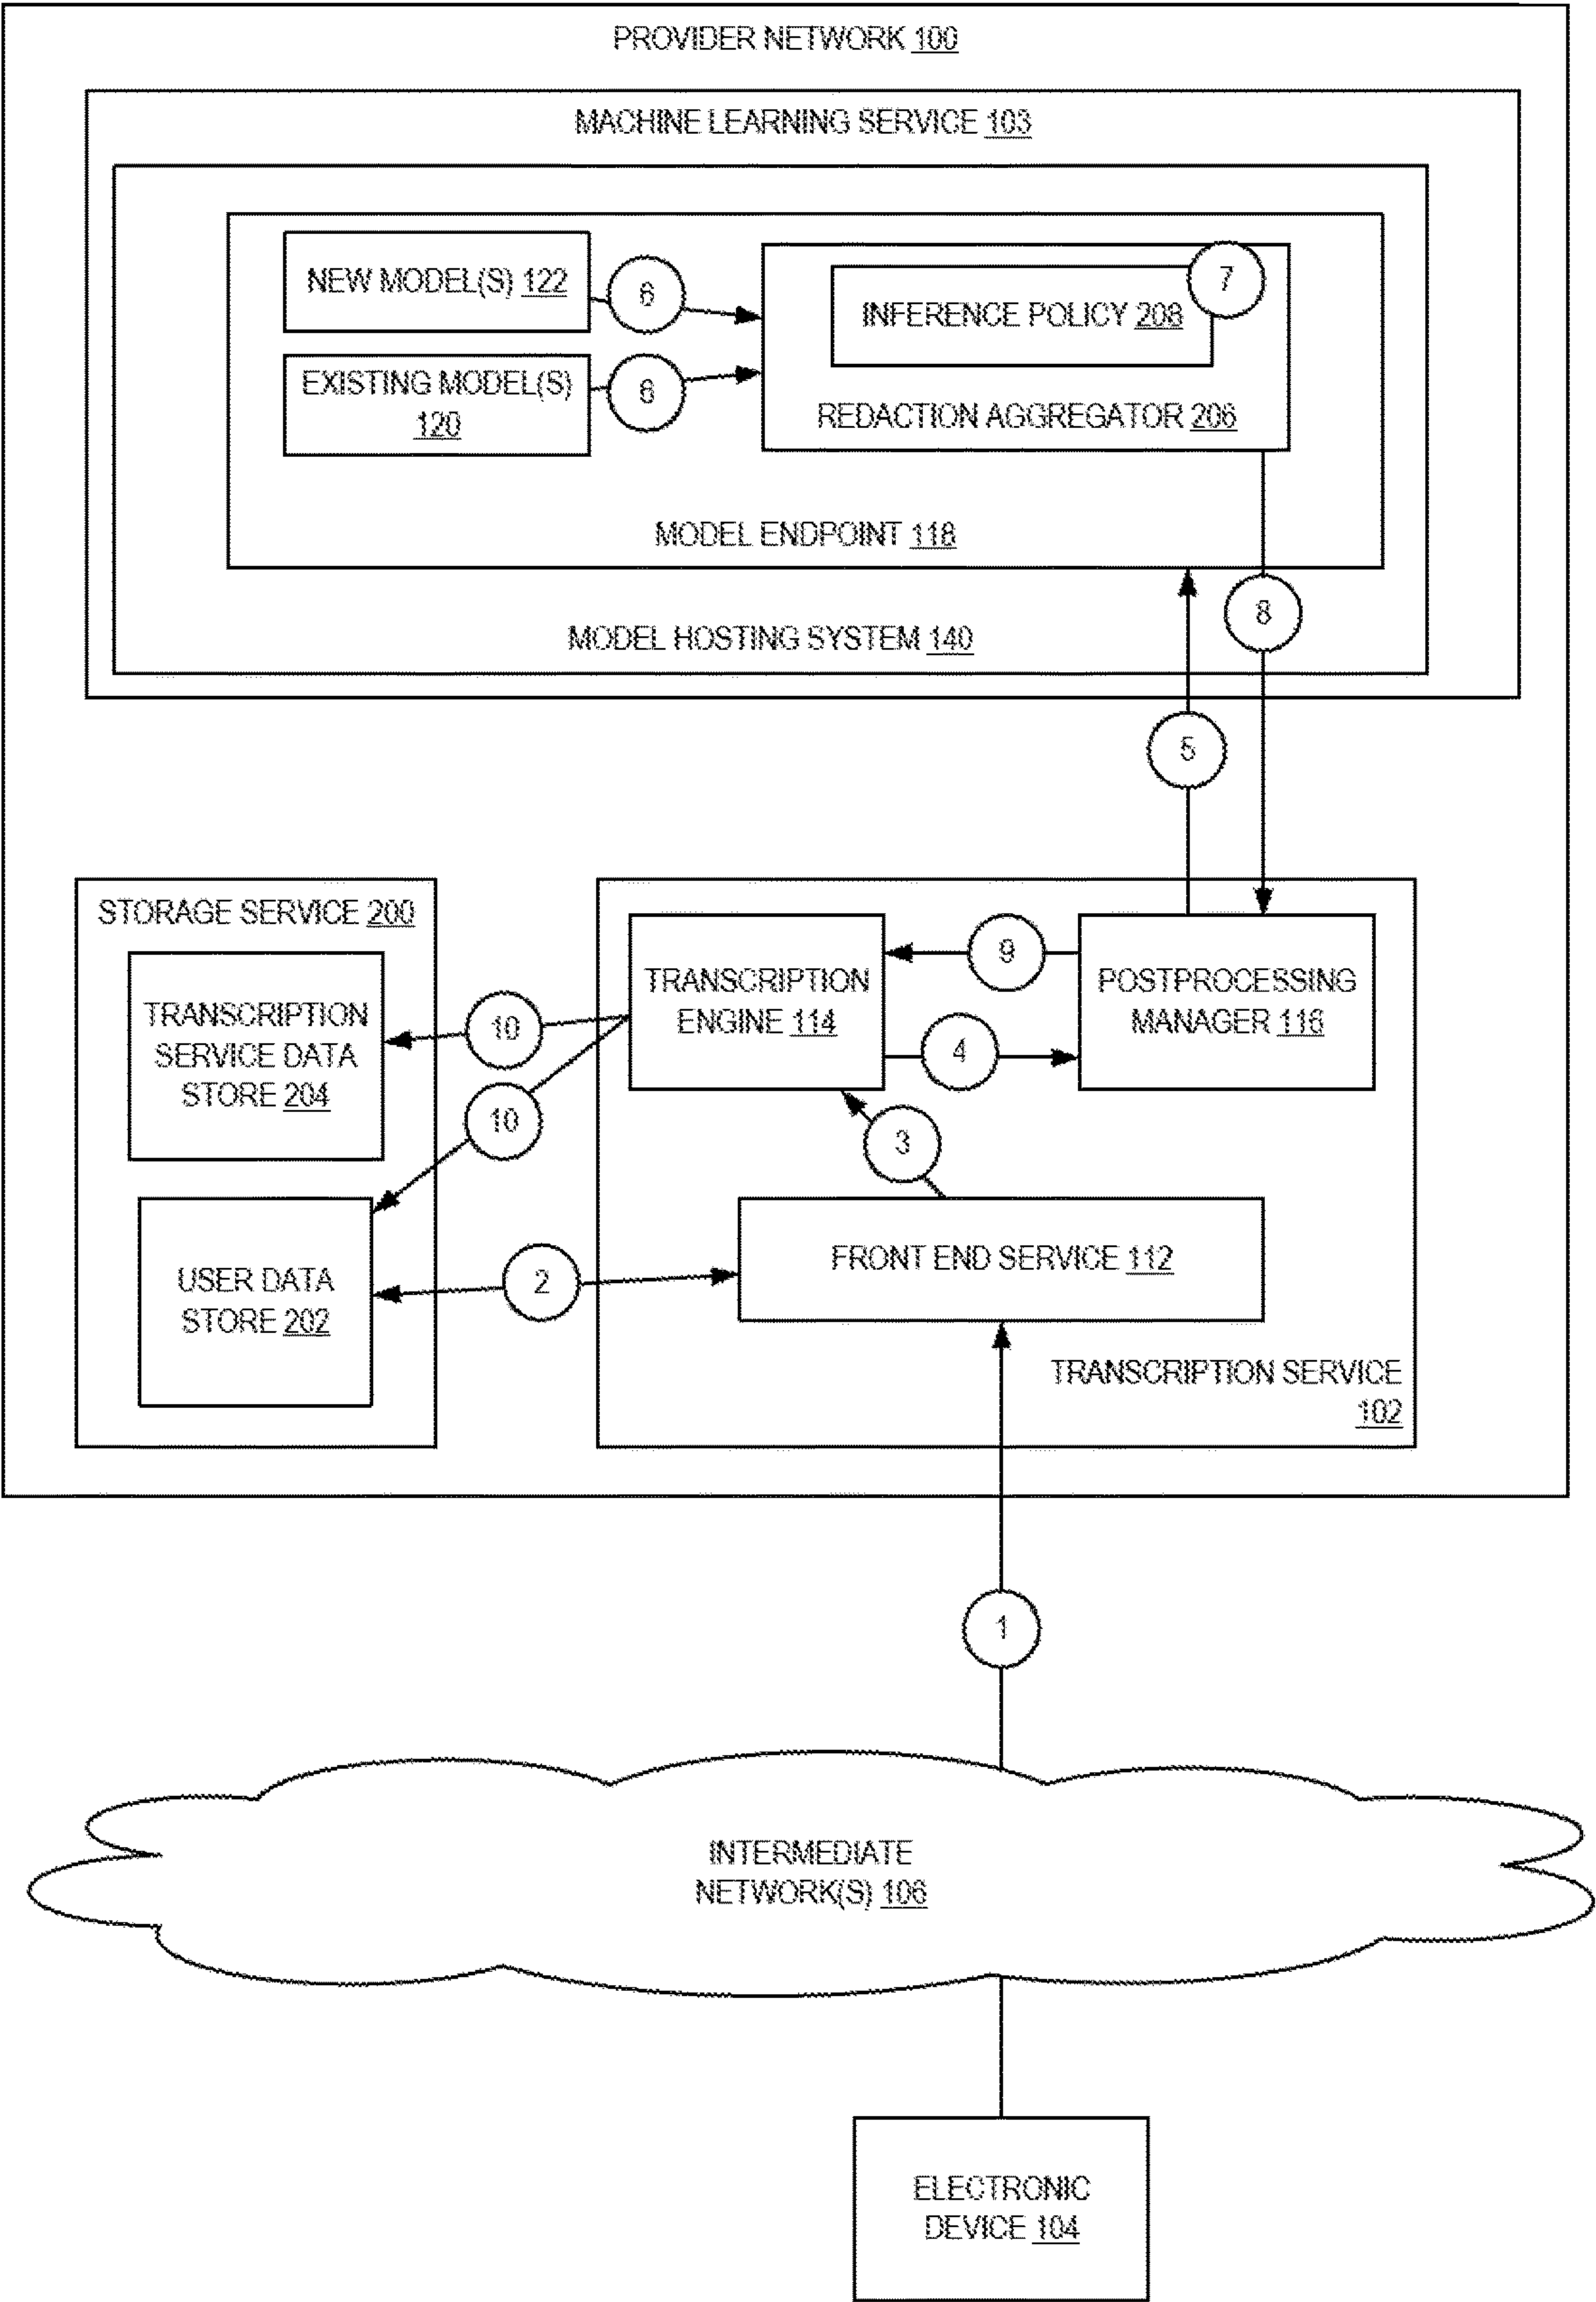 PROVIDER NETWORK 100
MACHINE LEARNING SERVICE 103
NEW MODEL(S) 122
6
7
INFERENCE POLICY 208
EXISTING MODEL(S)
120
6
REDACTION AGGREGATOR 206
MODEL ENDPOINT 118
8
MODEL HOSTING SYSTEM 140
5
STORAGE SERVICE 200
TRANSCRIPTION
SERVICE DATA
STORE 204
10
10
TRANSCRIPTION
ENGINE 114
9
4
POSTPROCESSING
MANAGER 116
3
USER DATA
STORE 202
2
FRONT END SERVICE 112
TRANSCRIPTION SERVICE
102
1
INTERMEDIATE
NETWORK(S) 106
ELECTRONIC
DEVICE 104